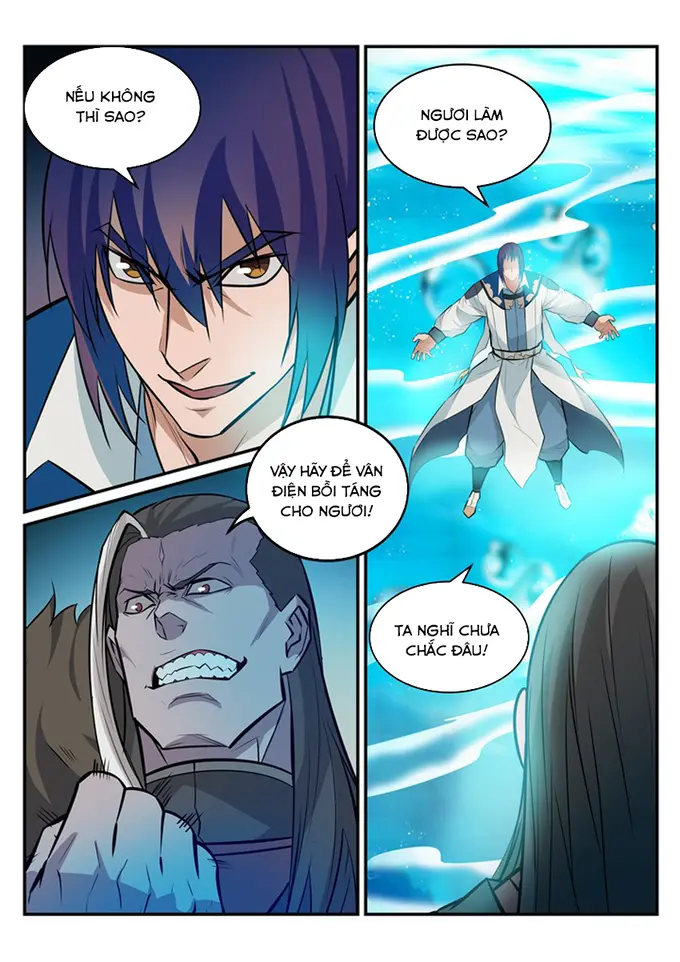 NẾU KHÔNG
THÌ SAO?
VẬY HÃY ĐỂ VÂN
ĐIỆN BỒI TÁNG
CHO NGƯƠI!
NGƯƠI LÀM
ĐƯỢC SAO?
TA NGHĨ CHƯA
CHẮC ĐÂU!